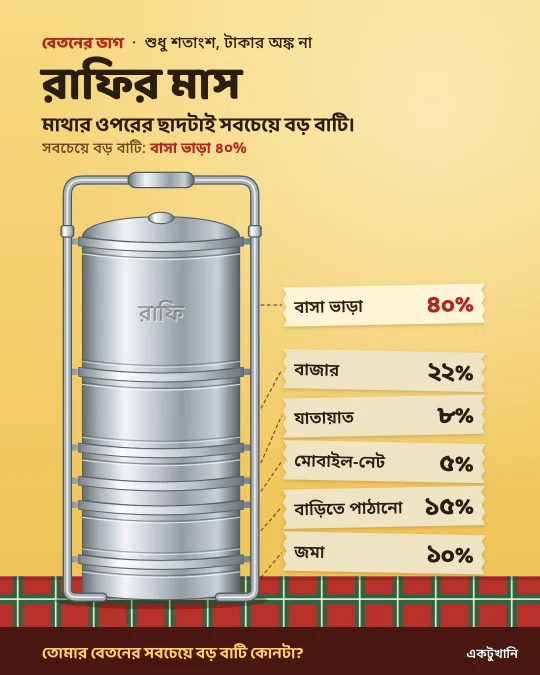 বেতনের ভাগ · শুধু শতাংশ, টাকার অঙ্ক না
রাফির মাস
মাথার ওপরের ছাদটাই সবচেয়ে বড় বাটি।
সবচেয়ে বড় বাটি: বাসা ভাড়া ৪০%
রাফি
বাসা ভাড়া ৪০%
বাজার ২২%
যাতায়াত ৮%
মোবাইল-নেট ৫%
বাড়িতে পাঠানো ১৫%
জমা ১০%
তোমার বেতনের সবচেয়ে বড় বাটি কোনটা?
একটুখানি